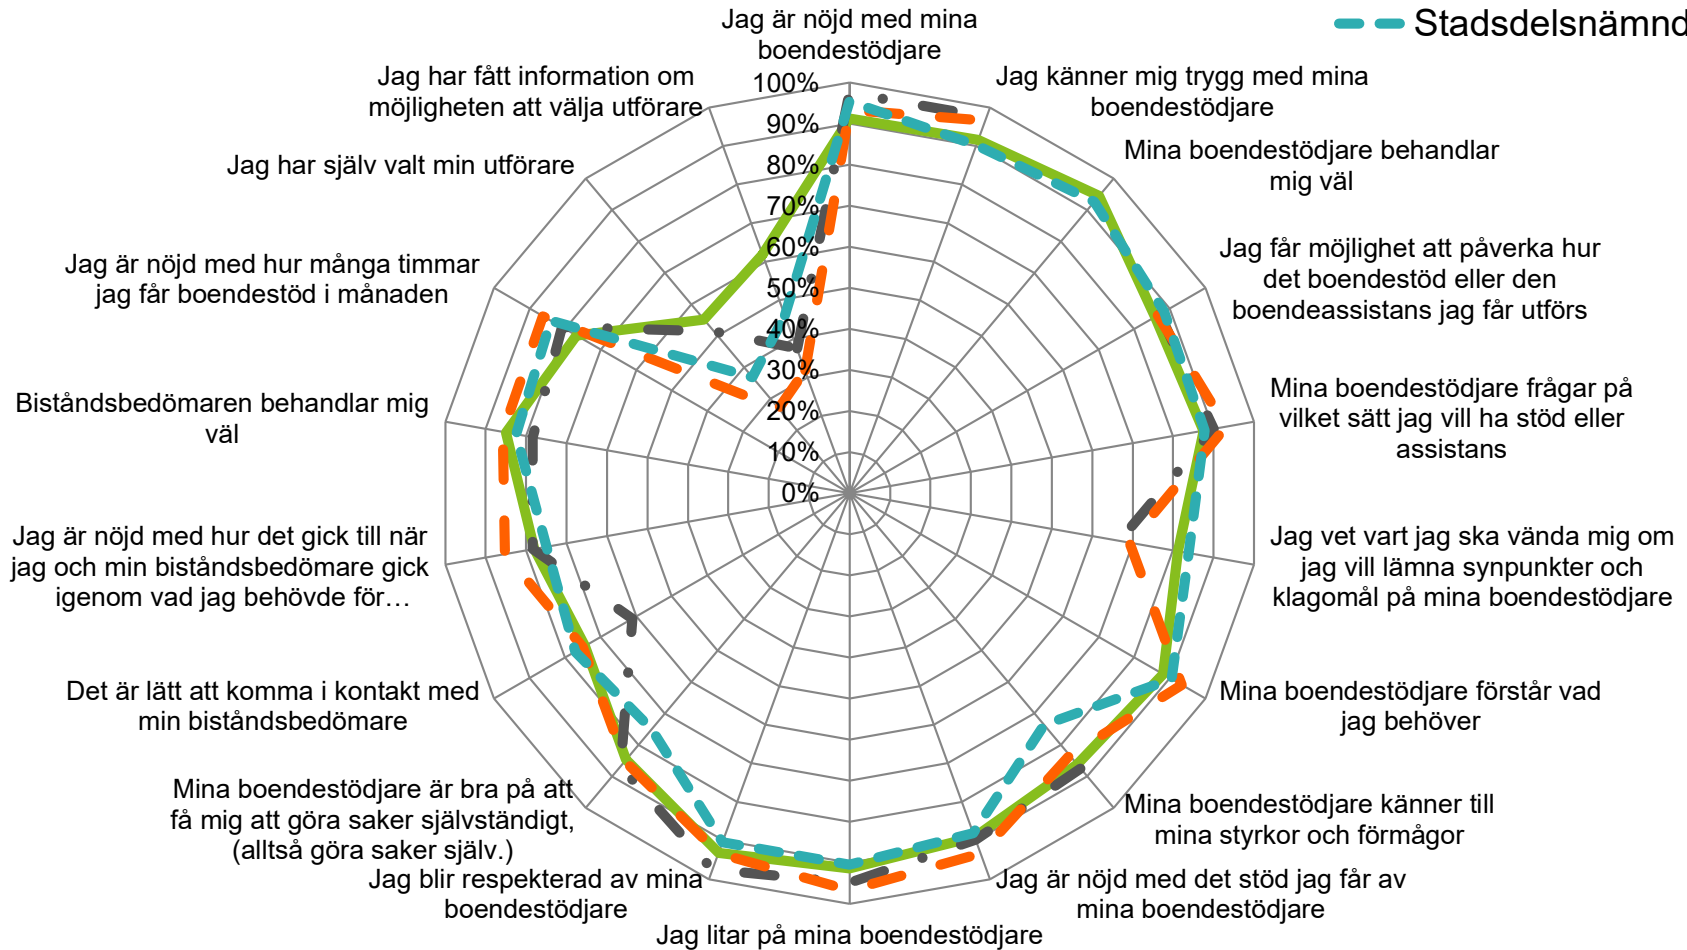 Stadsdelsnämnd
Jag är nöjd med mina
boendestödjare
Jag känner mig trygg med mina
boendestödjare
Mina boendestödjare behandlar
mig väl
Jag får möjlighet att påverka hur
det boendestöd eller den
boendeassistans jag får utförs
Mina boendestödjare frågar på
vilket sätt jag vill ha stöd eller
assistans
Jag vet vart jag ska vända mig om
jag vill lämna synpunkter och
klagomål på mina boendestödjare
Mina boendestödjare förstår vad
jag behöver
Mina boendestödjare känner till
mina styrkor och förmågor
Jag är nöjd med det stöd jag får av
mina boendestödjare
Jag litar på mina boendestödjare
Jag blir respekterad av mina
boendestödjare
Mina boendestödjare är bra på att
få mig att göra saker självständigt,
(alltså göra saker själv.)
Det är lätt att komma i kontakt med
min biståndsbedömare
Jag är nöjd med hur det gick till när
jag och min biståndsbedömare gick
igenom vad jag behövde för…
Biståndsbedömaren behandlar mig
väl
Jag är nöjd med hur många timmar
jag får boendestöd i månaden
Jag har själv valt min utförare
Jag har fått information om
möjligheten att välja utförare
100%
90%
80%
70%
60%
50%
40%
30%
20%
10%
0%